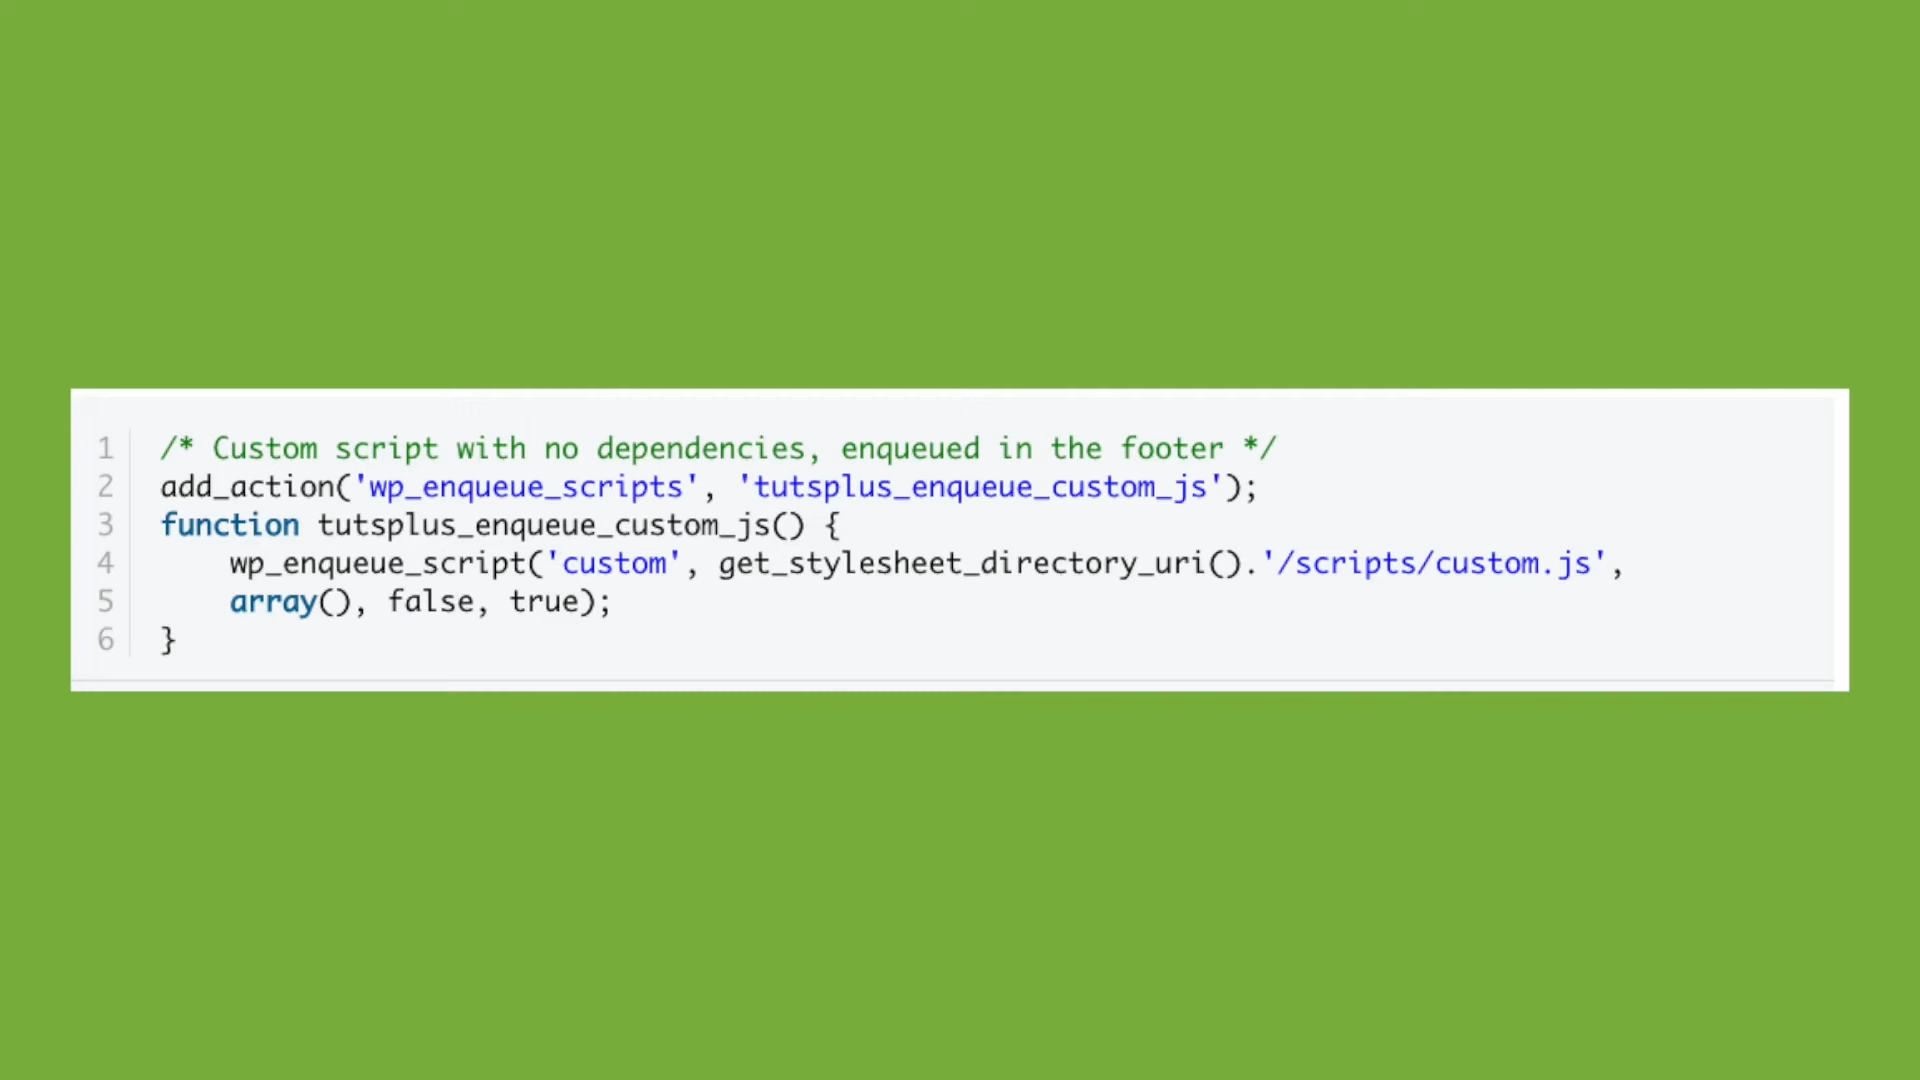 1 /* Custom script with no dependencies, enqueued in the footer */
2 add_action('wp_enqueue_scripts', 'tutsplus_enqueue_custom_js');
3 function tutsplus_enqueue_custom_js() {
4     wp_enqueue_script('custom', get_stylesheet_directory_uri().'/scripts/custom.js',
5     array(), false, true);
6 }